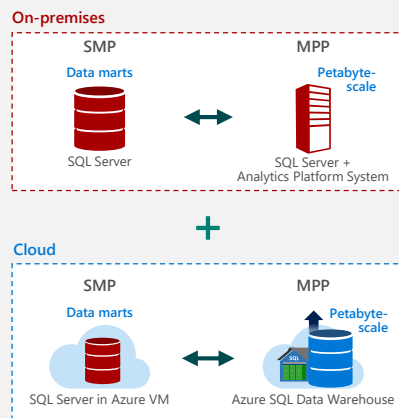 On-premises
SMP
MPP
Data marts
Petabyte-
scale
SQL Server
SQL Server +
Analytics Platform System
+
Cloud
SMP
MPP
Data marts
Petabyte-
scale
SQL
SQL Server in Azure VM
Azure SQL Data Warehouse